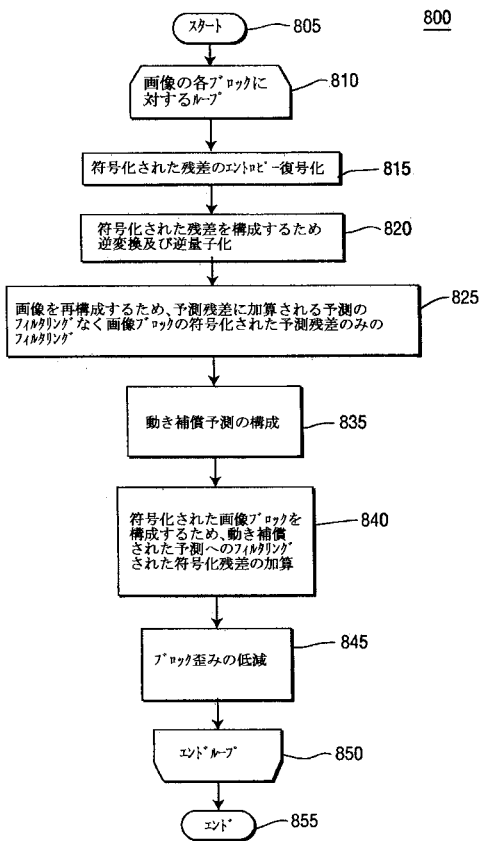 800
スタート
805
画像の各ブロックに
対するループ
810
符号化された残差のエントロピー復号化
815
符号化された残差を構成するため
逆変換及び逆量子化
820
画像を再構成するため、予測残差に加算される予測の
フィルタリングなく画像ブロックの符号化された予測残差のみの
フィルタリング
825
動き補償予測の構成
835
符号化された画像ブロックを
構成するため、動き補償
された予測へのフィルタリング
された符号化残差の加算
840
ブロック歪みの低減
845
エンドループ
850
エンド
855